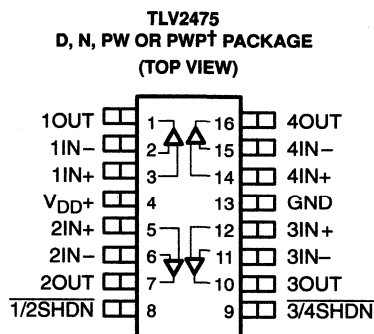 TLV2475
D, N, PW OR PWP† PACKAGE
(TOP VIEW)
1OUT 1 16 4OUT
1IN− 2 15 4IN−
1IN+ 3 14 4IN+
VDD+ 4 13 GND
2IN+ 5 12 3IN+
2IN− 6 11 3IN−
2OUT 7 10 3OUT
1/2SHDN 8 9 3/4SHDN